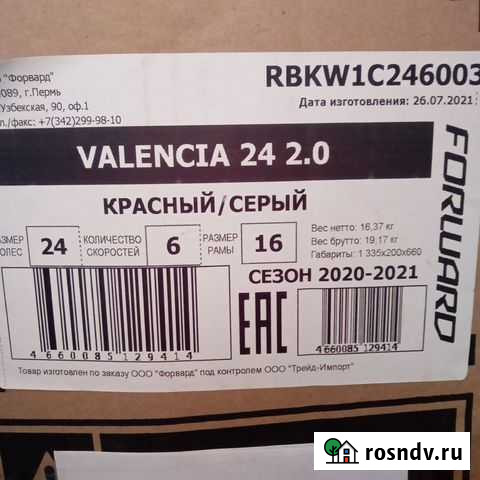 "Форвард"
089, г.Пермь
Узбекская, 90, оф.1
л./факс: +7(342)299-98-10
RBKW1C246003
Дата изготовления: 26.07.2021
VALENCIA 24 2.0
КРАСНЫЙ/СЕРЫЙ
АЗМЕР ОЛЕС 24
КОЛИЧЕСТВО СКОРОСТЕЙ 6
РАЗМЕР РАМЫ 16
Вес нетто: 16,37 кг
Вес брутто: 19,17 кг
Габариты: 1 335х200х660
СЕЗОН 2020-2021
FORWARD
4 660085 129414
EAC
4 660085 129414
Товар изготовлен по заказу ООО "Форвард" под контролем ООО "Трейд-Импорт"
rosndv.ru